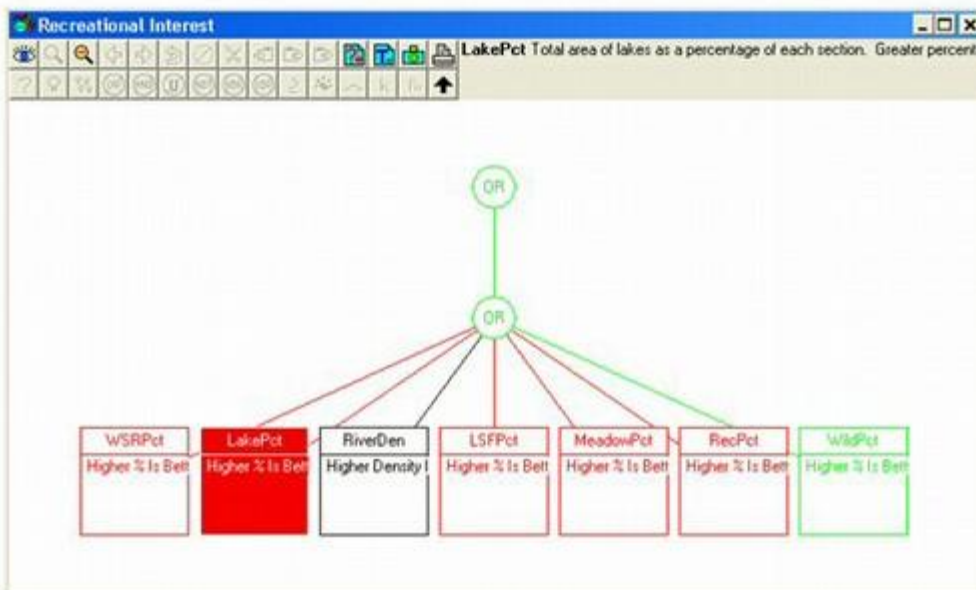 Recreational Interest
LakePct Total area of lakes as a percentage of each section. Greater percent
OR
OR
WSRPct
Higher % Is Bett
LakePct
Higher % Is Bett
RiverDen
Higher Density I
LSFPct
Higher % Is Bett
MeadowPct
Higher % Is Bett
RecPct
Higher % Is Bett
WildPct
Higher % Is Bett